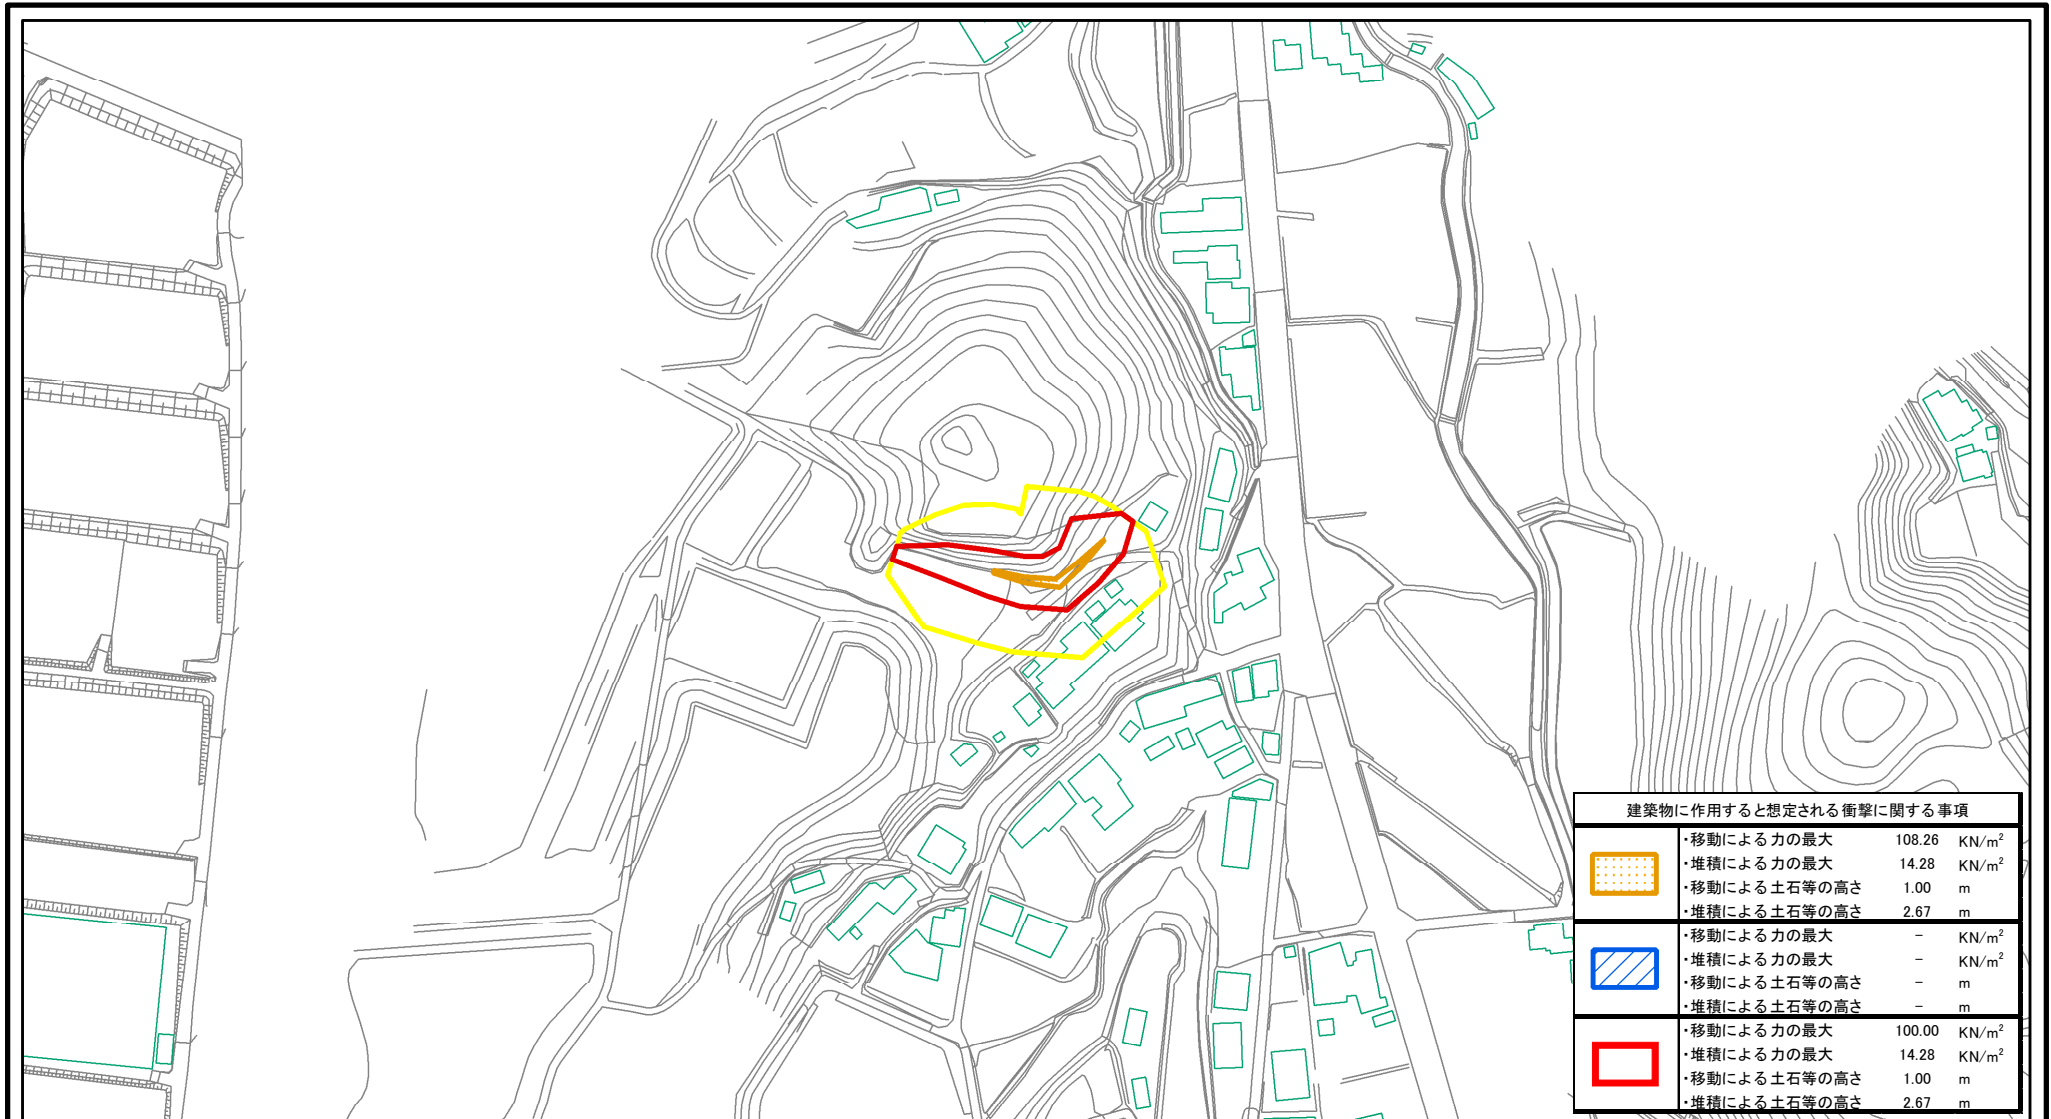 建築物に作用すると想定される衝撃に関する事項
・移動による力の最大 108.26 KN/m²
・堆積による力の最大 14.28 KN/m²
・移動による土石等の高さ 1.00 m
・堆積による土石等の高さ 2.67 m
・移動による力の最大 － KN/m²
・堆積による力の最大 － KN/m²
・移動による土石等の高さ － m
・堆積による土石等の高さ － m
・移動による力の最大 100.00 KN/m²
・堆積による力の最大 14.28 KN/m²
・移動による土石等の高さ 1.00 m
・堆積による土石等の高さ 2.67 m